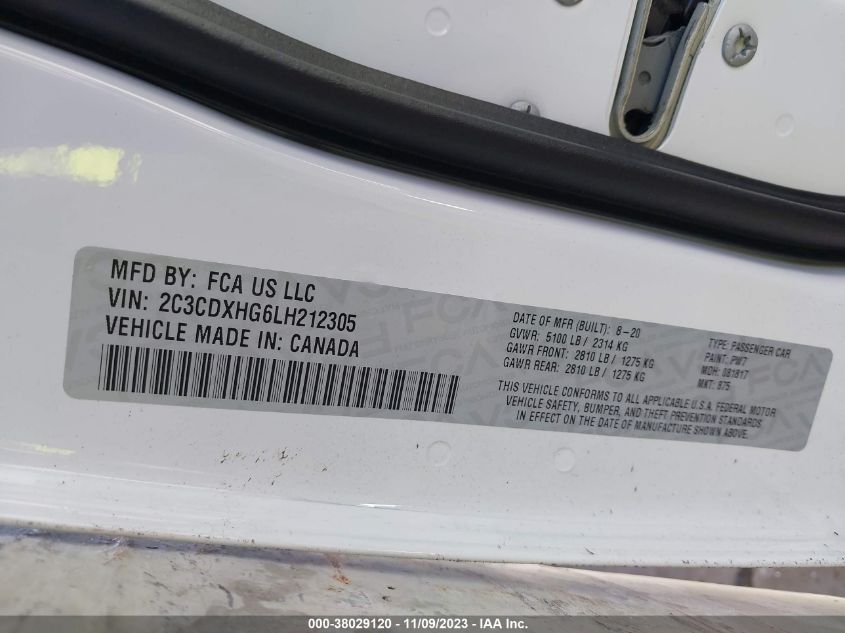 MFD BY: FCA US LLC
VIN: 2C3CDXHG6LH212305
VEHICLE MADE IN: CANADA
DATE OF MFR (BUILT): 8-20
GVWR: 5100 LB / 2314 KG
GAWR FRONT: 2810 LB / 1275 KG
GAWR REAR: 2810 LB / 1275 KG
TYPE: PASSENGER CAR
PAINT: PW7
MDH: 081817
MKT: 875
THIS VEHICLE CONFORMS TO ALL APPLICABLE U.S.A. FEDERAL MOTOR
VEHICLE SAFETY, BUMPER, AND THEFT PREVENTION STANDARDS
IN EFFECT ON THE DATE OF MANUFACTURE SHOWN ABOVE.
000-38029120 - 11/09/2023 - IAA Inc.